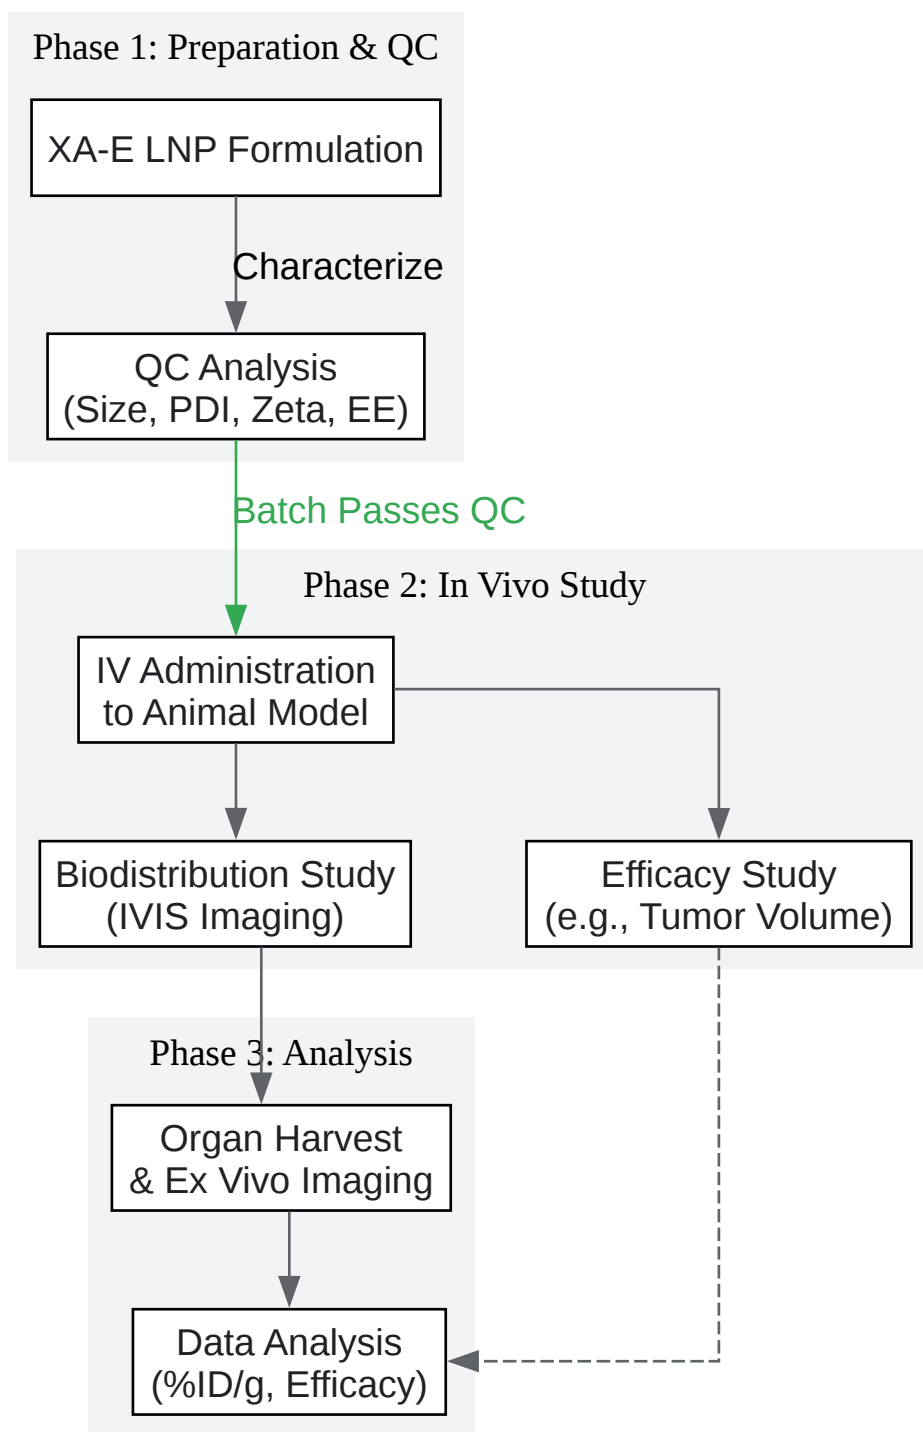 Phase 1: Preparation & QC
XA-E LNP Formulation
Characterize
QC Analysis
(Size, PDI, Zeta, EE)
Batch Passes QC
Phase 2: In Vivo Study
IV Administration
to Animal Model
Biodistribution Study
(IVIS Imaging)
Efficacy Study
(e.g., Tumor Volume)
Phase 3: Analysis
Organ Harvest
& Ex Vivo Imaging
Data Analysis
(%ID/g, Efficacy)